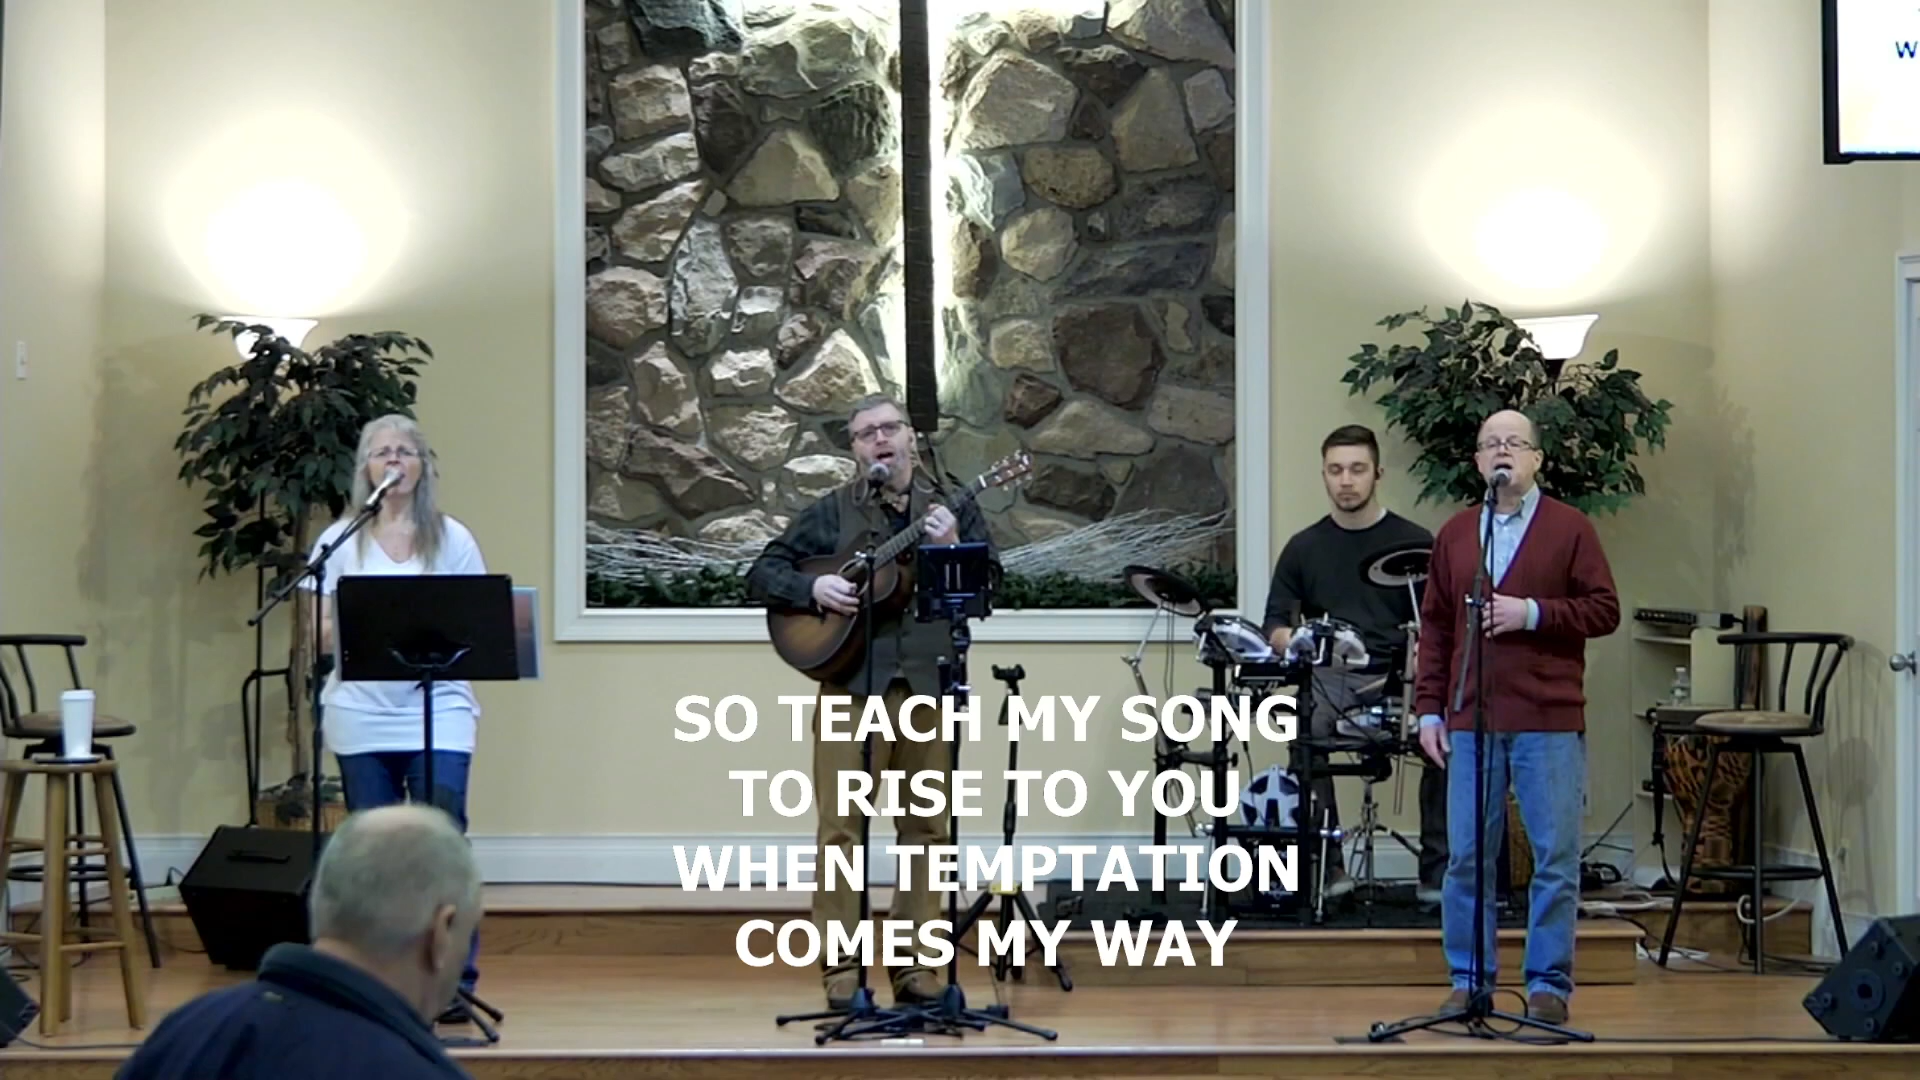 SO TEACH MY SONG
TO RISE TO YOU
WHEN TEMPTATION
COMES MY WAY
W